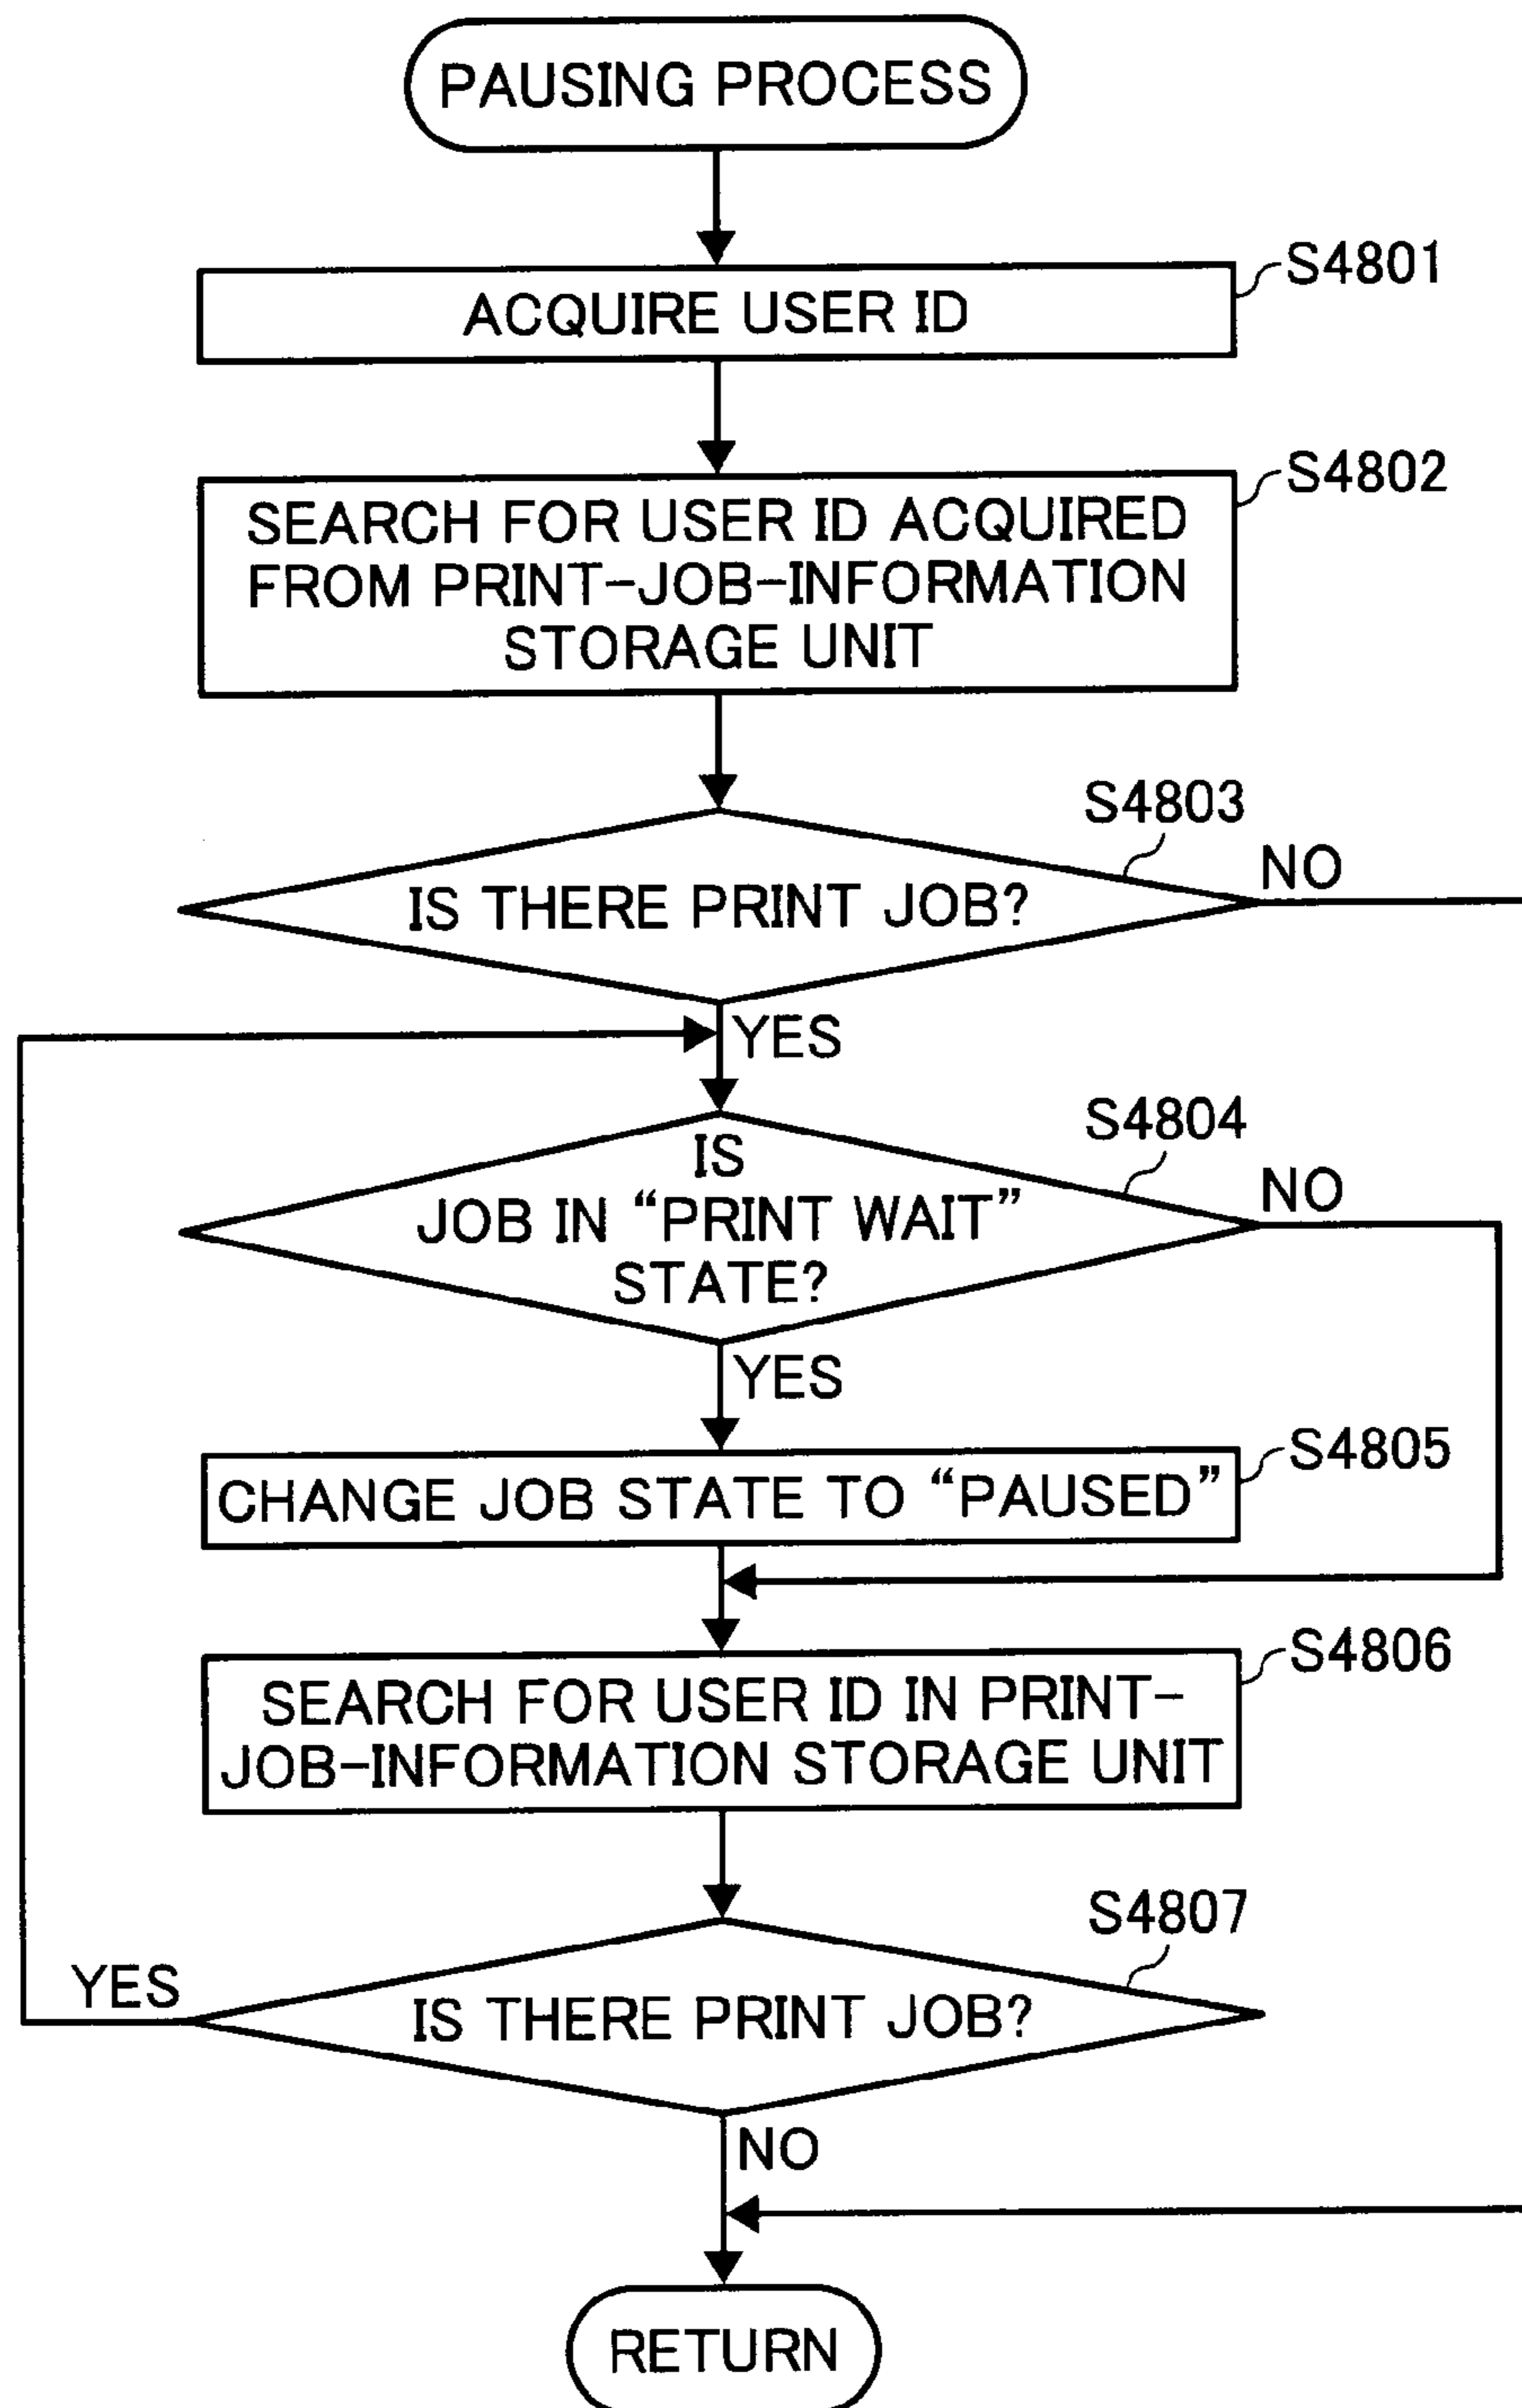 PAUSING PROCESS
S4801
ACQUIRE USER ID
S4802
SEARCH FOR USER ID ACQUIRED
FROM PRINT-JOB-INFORMATION
STORAGE UNIT
S4803
IS THERE PRINT JOB?
NO
YES
S4804
IS
JOB IN “PRINT WAIT”
STATE?
NO
YES
S4805
CHANGE JOB STATE TO “PAUSED”
S4806
SEARCH FOR USER ID IN PRINT-
JOB-INFORMATION STORAGE UNIT
S4807
YES
IS THERE PRINT JOB?
NO
RETURN